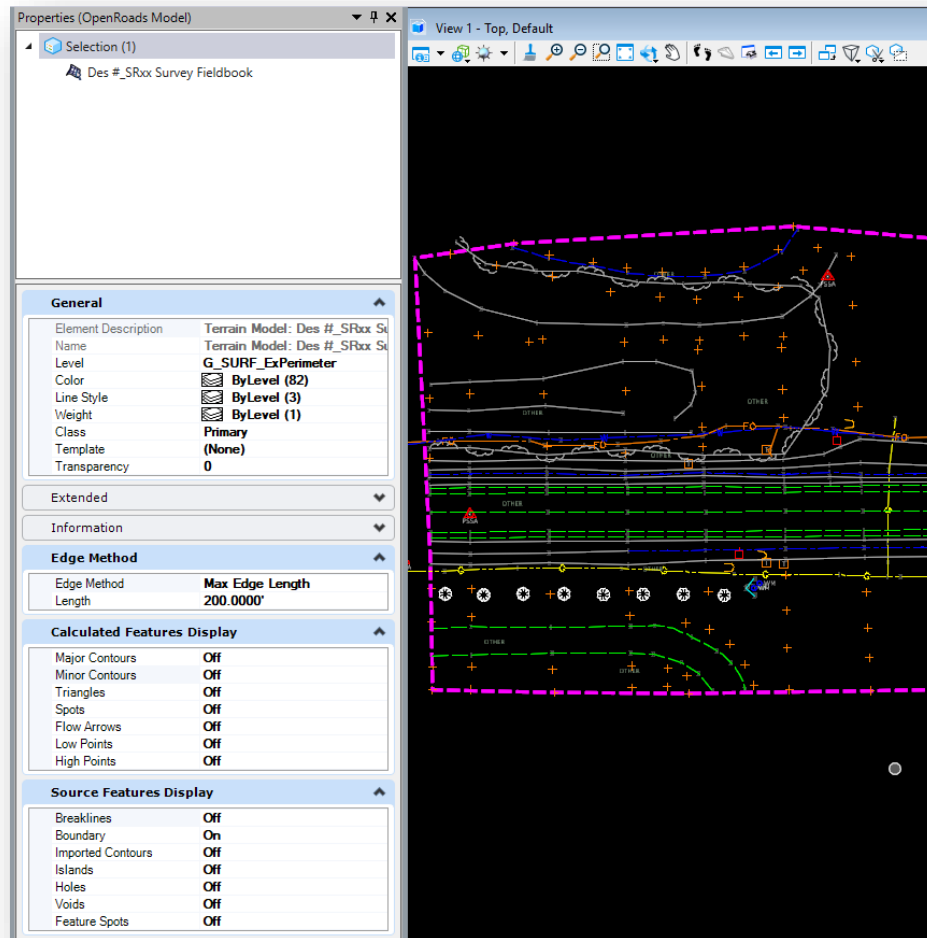 Properties (OpenRoads Model)
Selection (1)
Des #_SRxx Survey Fieldbook
General
Element Description Terrain Model: Des #_SRxx Su
Name Terrain Model: Des #_SRxx Su
Level G_SURF_ExPerimeter
Color ByLevel (82)
Line Style ByLevel (3)
Weight ByLevel (1)
Class Primary
Template (None)
Transparency 0
Extended
Information
Edge Method
Edge Method Max Edge Length
Length 200.0000'
Calculated Features Display
Major Contours Off
Minor Contours Off
Triangles Off
Spots Off
Flow Arrows Off
Low Points Off
High Points Off
Source Features Display
Breaklines Off
Boundary On
Imported Contours Off
Islands Off
Holes Off
Voids Off
Feature Spots Off
View 1 - Top, Default
OTHER
PSSA
OTHER
OTHER
FO
FO
FO
T
OTHER
T
OTHER
PSSA
T
T
OTHER
G
G
G
G
G
WM
OTHER
OTHER